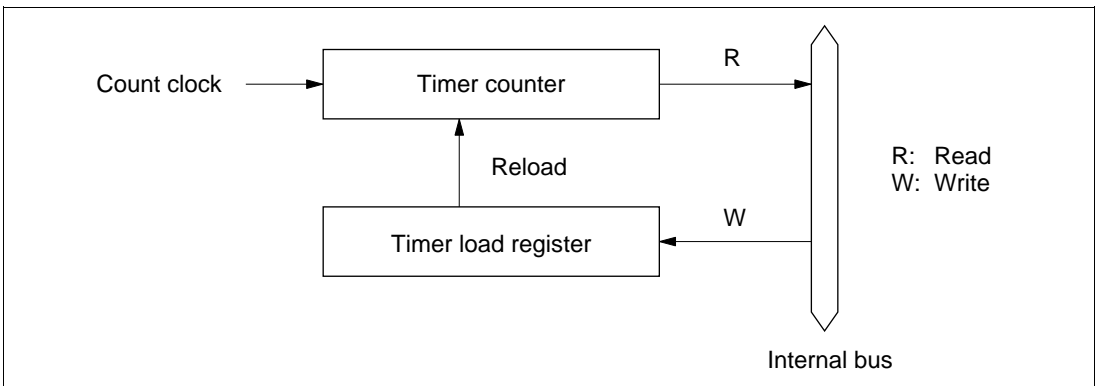 R
Count clock
Timer counter
R: Read
W: Write
Reload
W
Timer load register
Internal bus